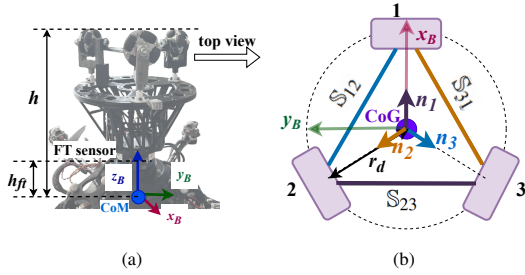 h
h_ft
FT sensor
z_B
y_B
x_B
CoM
top view
(a)
1
x_B
𝕊_12
𝕊_31
CoG
n_1
y_B
n_2
n_3
r_d
2
3
𝕊_23
(b)